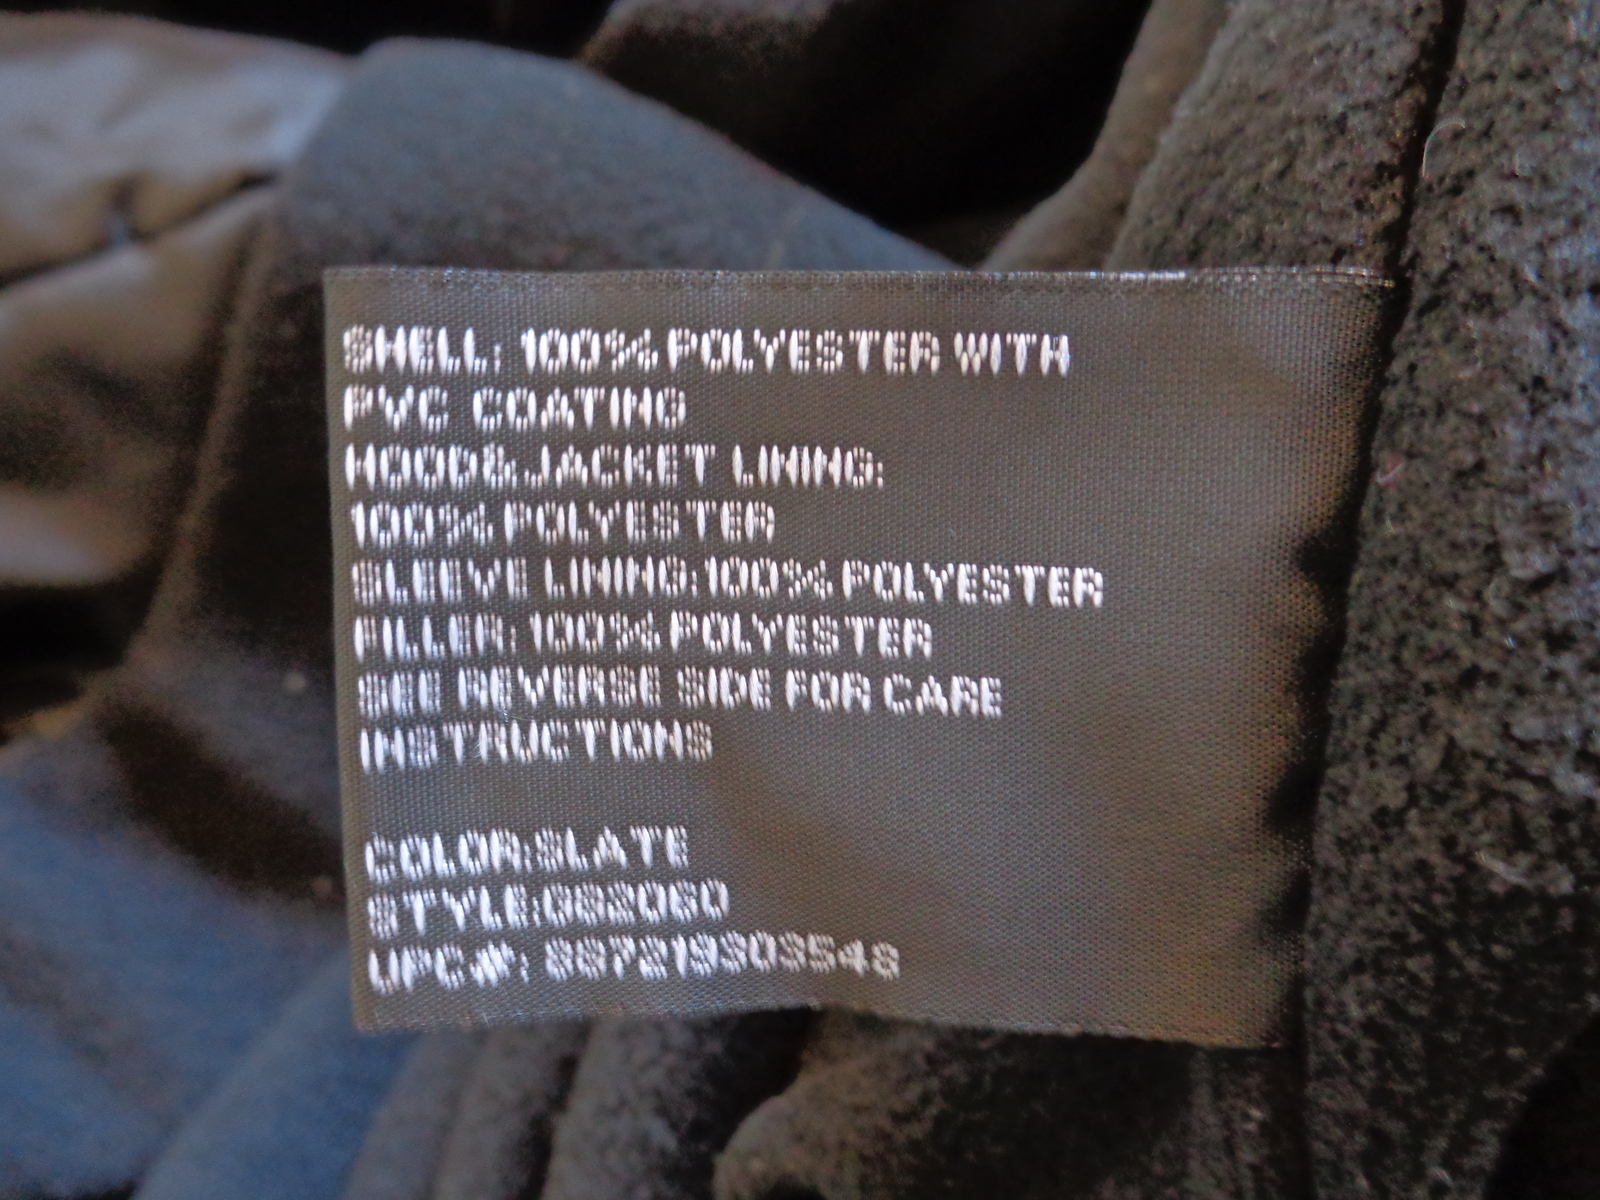 SHELL: 100% POLYESTER WITH
PVC COATING
HOOD&JACKET LINING:
100% POLYESTER
SLEEVE LINING:100% POLYESTER
FILLER: 100% POLYESTER
SEE REVERSE SIDE FOR CARE
INSTRUCTIONS
COLOR:SLATE
STYLE:682060
UPC#: 887219303548